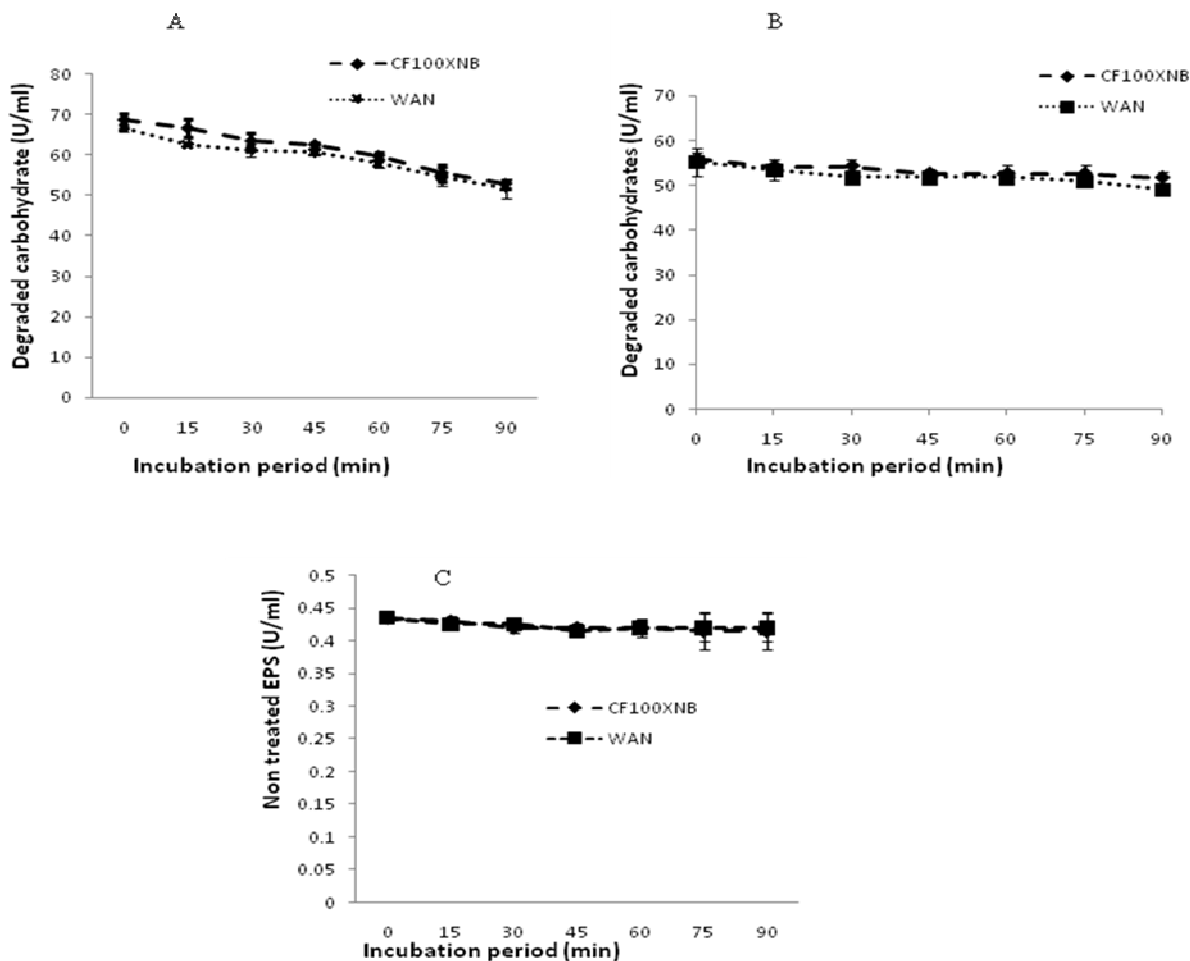 A
CF100XNB
WAN
Degraded carbohydrate (U/ml)
80
70
60
50
40
30
20
10
0
0 15 30 45 60 75 90
Incubation period (min)
B
CF100XNB
WAN
Degraded carbohydrates (U/ml)
70
60
50
40
30
20
10
0
0 15 30 45 60 75 90
Incubation period (min)
C
Non treated EPS (U/ml)
0.5
0.45
0.4
0.35
0.3
0.25
0.2
0.15
0.1
0.05
0
CF100XNB
WAN
0 15 30 45 60 75 90
Incubation period (min)